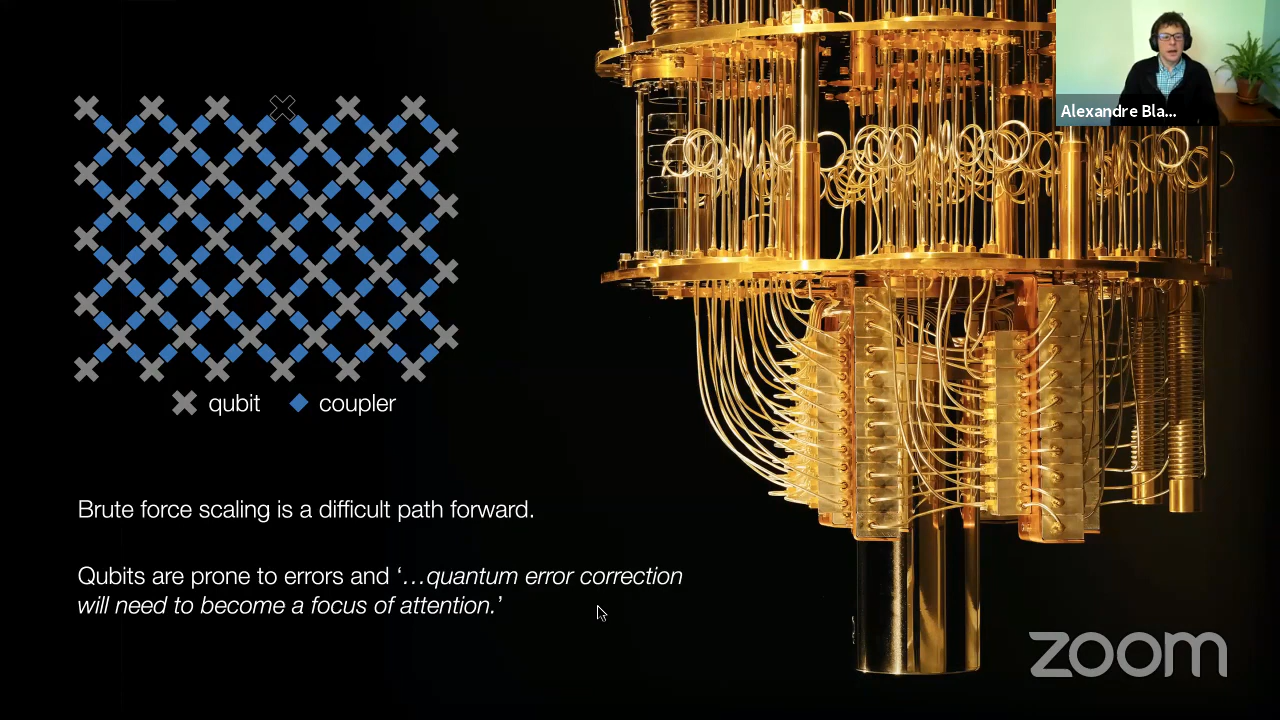 Alexandre Bla...
qubit
coupler
Brute force scaling is a difficult path forward.
Qubits are prone to errors and ‘…quantum error correction
will need to become a focus of attention.’
zoom